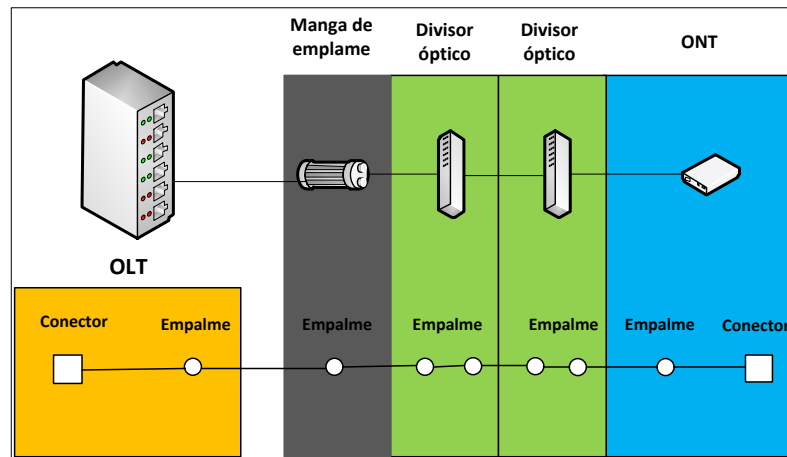 Manga de
emplame
Divisor
óptico
Divisor
óptico
ONT
OLT
Conector
Empalme
Empalme
Empalme
Empalme
Empalme
Conector